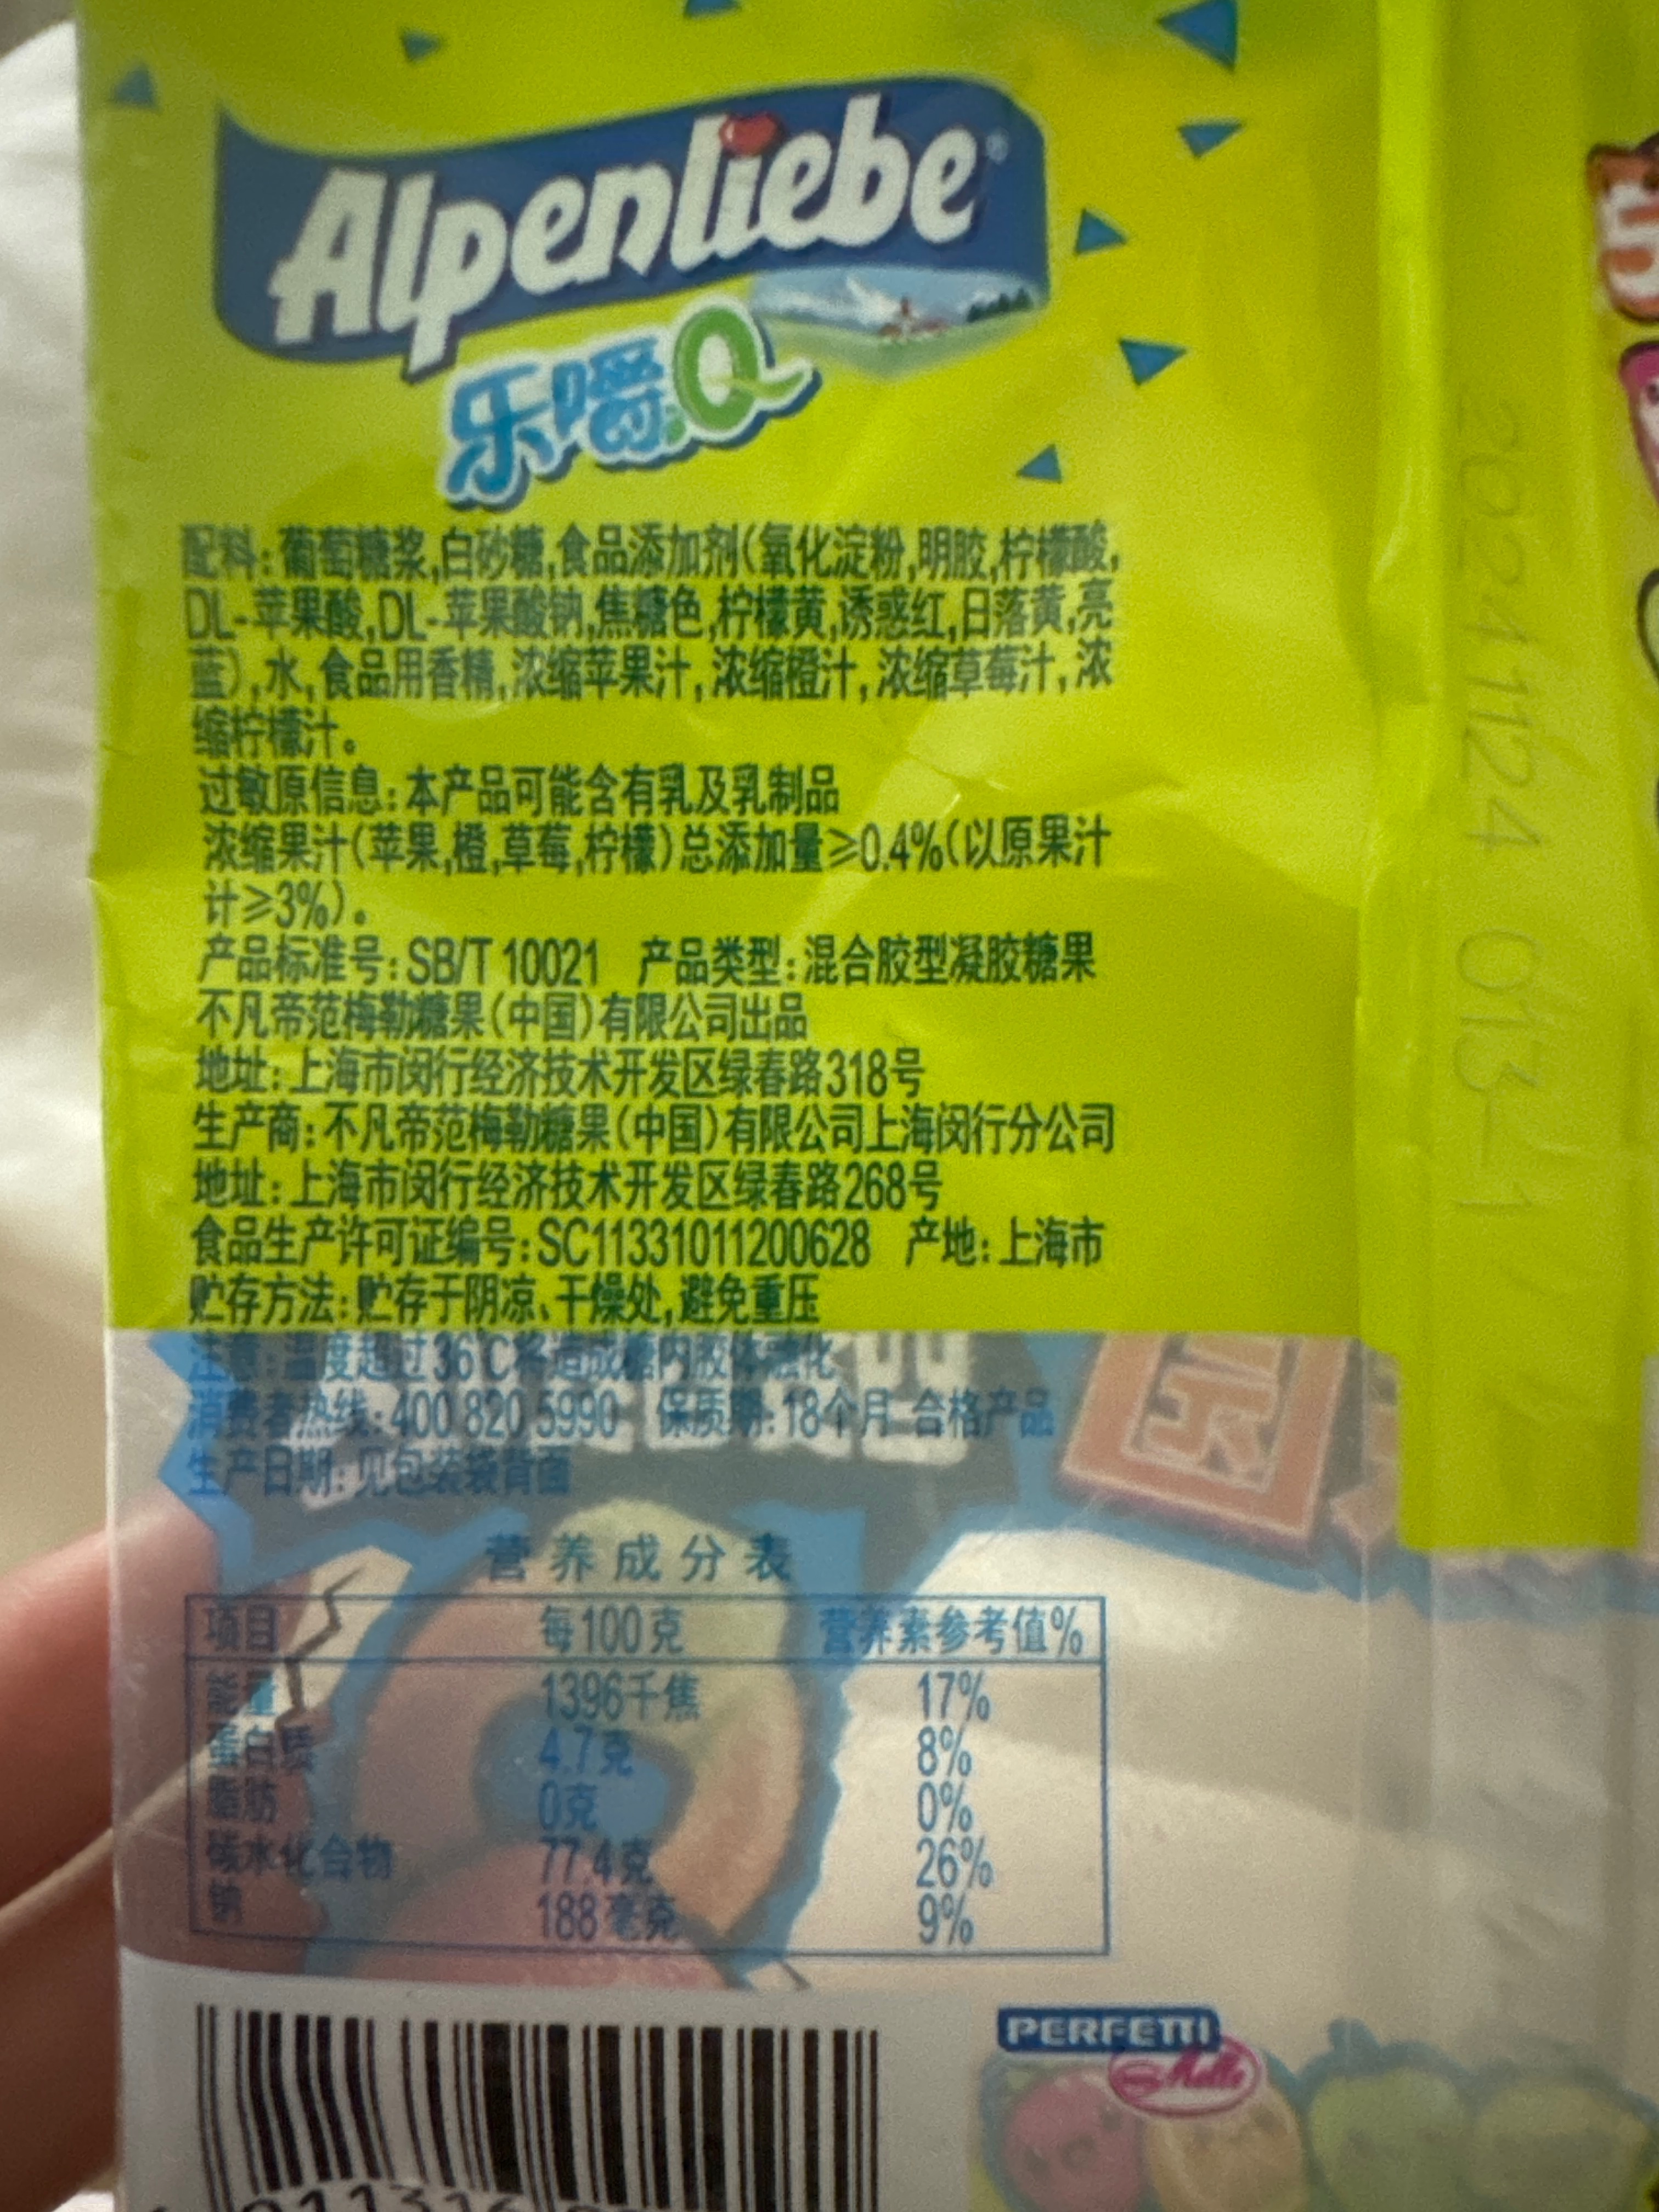 Alpenliebe®
乐嚼Q
配料:葡萄糖浆,白砂糖,食品添加剂(氧化淀粉,明胶,柠檬酸,
DL-苹果酸,DL-苹果酸钠,焦糖色,柠檬黄,诱惑红,日落黄,亮
蓝),水,食品用香精,浓缩苹果汁,浓缩橙汁,浓缩草莓汁,浓
缩柠檬汁。
过敏原信息:本产品可能含有乳及乳制品
浓缩果汁(苹果,橙,草莓,柠檬)总添加量≥0.4%(以原果汁
计≥3%)。
产品标准号:SB/T 10021 产品类型:混合胶型凝胶糖果
不凡帝范梅勒糖果(中国)有限公司出品
地址:上海市闵行经济技术开发区绿春路318号
生产商:不凡帝范梅勒糖果(中国)有限公司上海闵行分公司
地址:上海市闵行经济技术开发区绿春路268号
食品生产许可证编号:SC11331011200628 产地:上海市
贮存方法:贮存于阴凉、干燥处,避免重压
注意:温度超过36℃将造成糖内胶体融化
消费者热线:400 820 5990 保质期:18个月 合格产品
生产日期:见包装袋背面
营养成分表
项目 每100克 营养素参考值%
能量 1396千焦 17%
蛋白质 4.7克 8%
脂肪 0克 0%
碳水化合物 77.4克 26%
钠 188毫克 9%
PERFETTI
van Melle
20241124 013-1